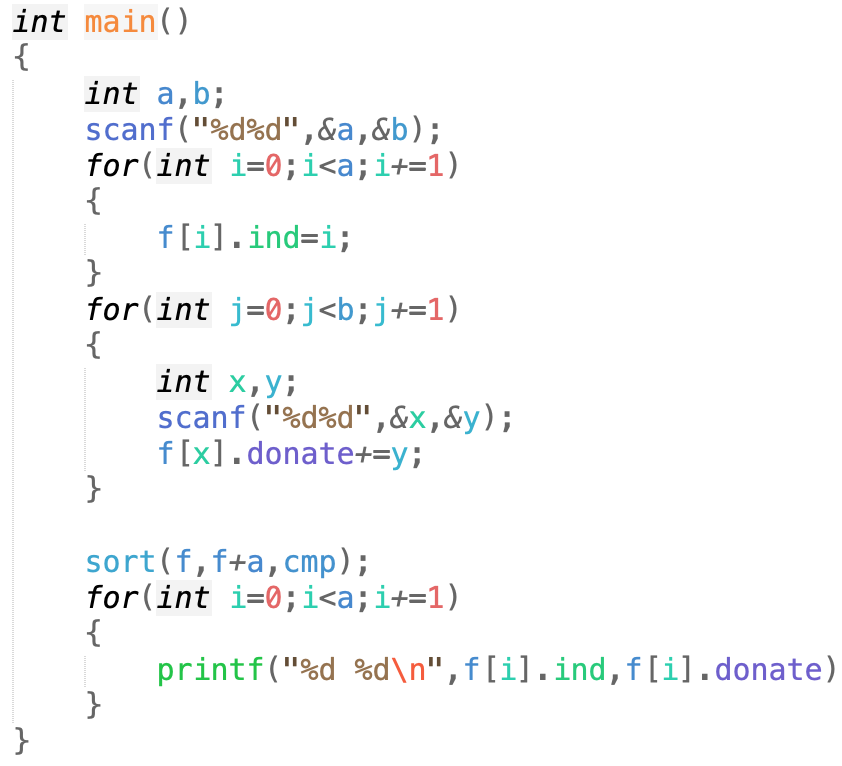 int main()
{
    int a,b;
    scanf("%d%d",&a,&b);
    for(int i=0;i<a;i+=1)
    {
        f[i].ind=i;
    }
    for(int j=0;j<b;j+=1)
    {
        int x,y;
        scanf("%d%d",&x,&y);
        f[x].donate+=y;
    }

    sort(f,f+a,cmp);
    for(int i=0;i<a;i+=1)
    {
        printf("%d %d\n",f[i].ind,f[i].donate)
    }
}